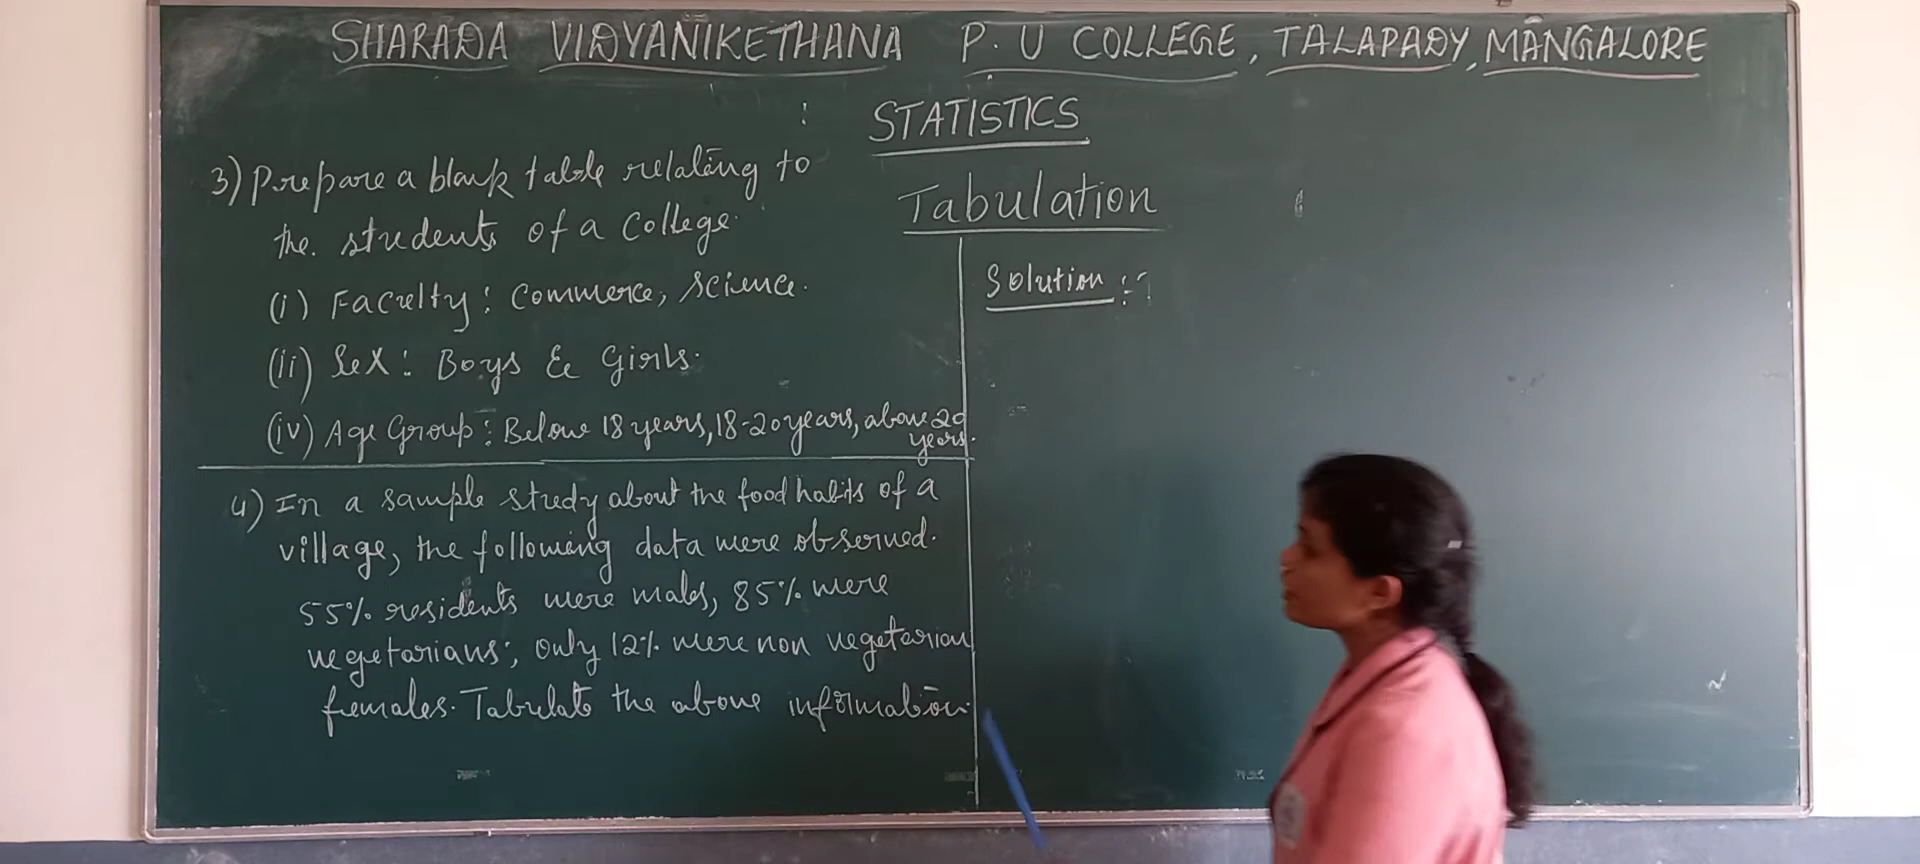 SHARADA VIDYANIKETHANA P.U COLLEGE, TALAPADY, MANGALORE
STATISTICS
Tabulation
3) Prepare a blank table relating to
the students of a College.
(i) Faculty: Commerce, Science.
(ii) Sex: Boys & Girls.
(iv) Age Group: Below 18 years, 18-20 years, above 20
years.
4) In a sample study about the food habits of a
village, the following data were observed.
55% residents were males, 85% were
vegetarians; only 12% were non vegetarian
females. Tabulate the above information.
Solution :-